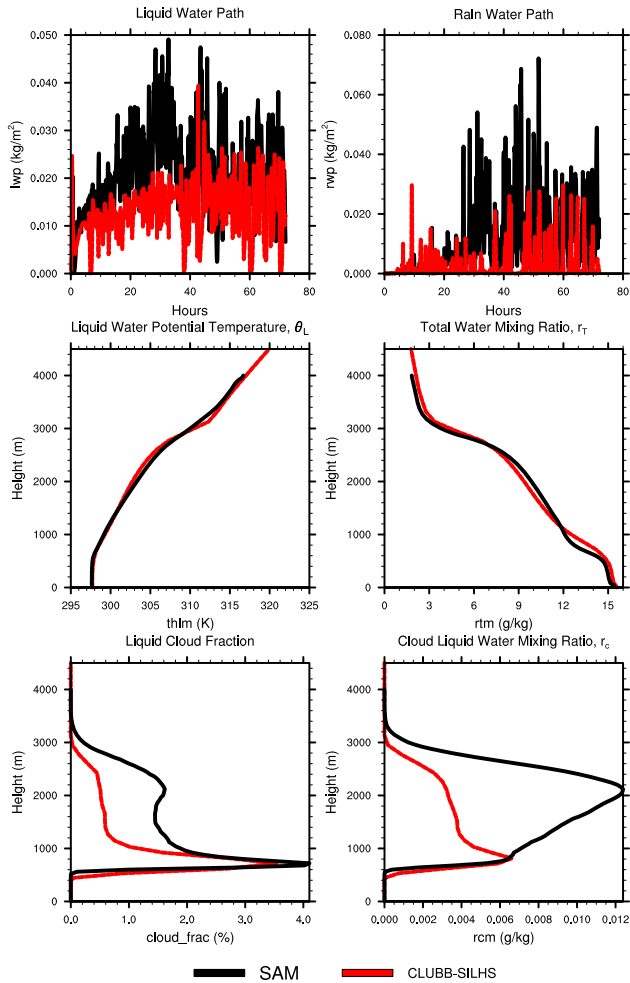 Liquid Water Path
Rain Water Path
0.050
0.040
0.030
0.020
0.010
0.000
lwp (kg/m²)
0 20 40 60 80
Hours
0.080
0.060
0.040
0.020
0.000
rwp (kg/m²)
0 20 40 60 80
Hours
Liquid Water Potential Temperature, θL
Total Water Mixing Ratio, rT
4000
3000
2000
1000
0
Height (m)
295 300 305 310 315 320 325
thlm (K)
4000
3000
2000
1000
0
Height (m)
0 3 6 9 12 15
rtm (g/kg)
Liquid Cloud Fraction
Cloud Liquid Water Mixing Ratio, rc
4000
3000
2000
1000
0
Height (m)
0.0 1.0 2.0 3.0 4.0
cloud_frac (%)
4000
3000
2000
1000
0
Height (m)
0.000 0.002 0.004 0.006 0.008 0.010 0.012
rcm (g/kg)
SAM
CLUBB-SILHS